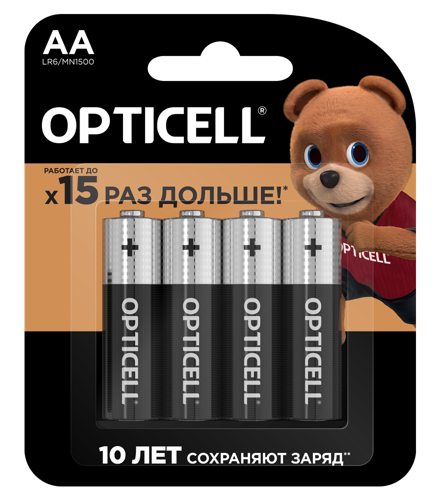 AA
LR6/MN1500
OPTICELL®
РАБОТАЕТ ДО
x15 РАЗ ДОЛЬШЕ!*
OPTICELL
+ + + +
OPTICELL OPTICELL OPTICELL OPTICELL
10 ЛЕТ СОХРАНЯЮТ ЗАРЯД**